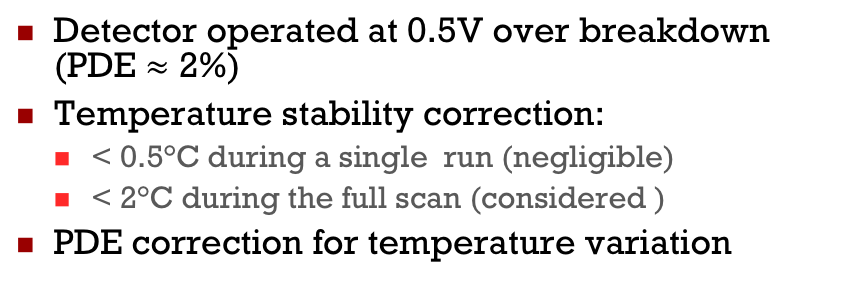 Detector operated at 0.5V over breakdown
(PDE ≈ 2%)
Temperature stability correction:
< 0.5°C during a single run (negligible)
< 2°C during the full scan (considered )
PDE correction for temperature variation